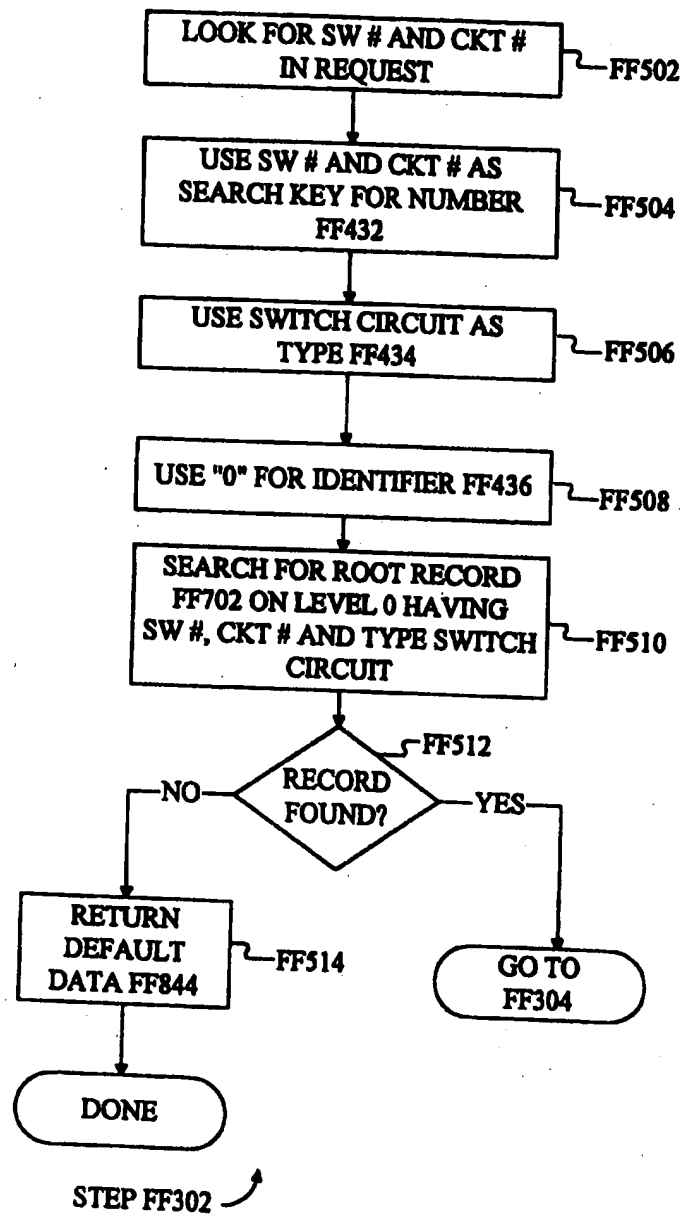 LOOK FOR SW # AND CKT #
IN REQUEST
FF502
USE SW # AND CKT # AS
SEARCH KEY FOR NUMBER
FF432
FF504
USE SWITCH CIRCUIT AS
TYPE FF434
FF506
USE "0" FOR IDENTIFIER FF436
FF508
SEARCH FOR ROOT RECORD
FF702 ON LEVEL 0 HAVING
SW #, CKT # AND TYPE SWITCH
CIRCUIT
FF510
FF512
RECORD
FOUND?
NO
YES
RETURN
DEFAULT
DATA FF844
FF514
GO TO
FF304
DONE
STEP FF302